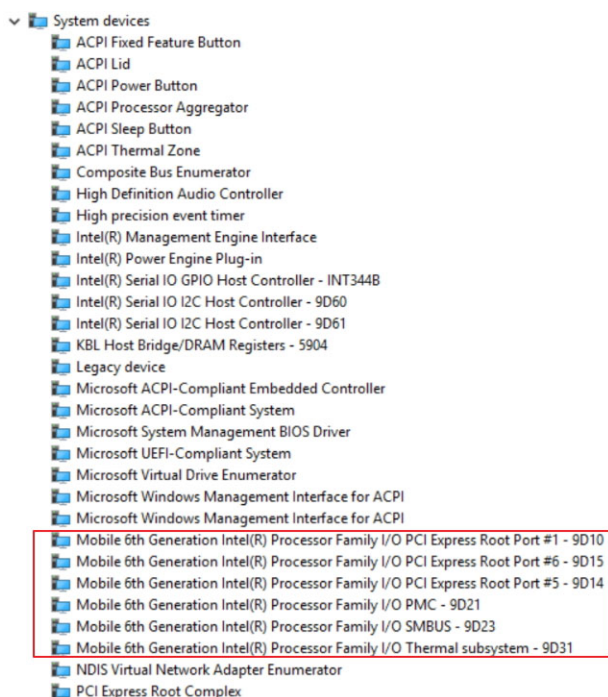 System devices
ACPI Fixed Feature Button
ACPI Lid
ACPI Power Button
ACPI Processor Aggregator
ACPI Sleep Button
ACPI Thermal Zone
Composite Bus Enumerator
High Definition Audio Controller
High precision event timer
Intel(R) Management Engine Interface
Intel(R) Power Engine Plug-in
Intel(R) Serial IO GPIO Host Controller - INT344B
Intel(R) Serial IO I2C Host Controller - 9D60
Intel(R) Serial IO I2C Host Controller - 9D61
KBL Host Bridge/DRAM Registers - 5904
Legacy device
Microsoft ACPI-Compliant Embedded Controller
Microsoft ACPI-Compliant System
Microsoft System Management BIOS Driver
Microsoft UEFI-Compliant System
Microsoft Virtual Drive Enumerator
Microsoft Windows Management Interface for ACPI
Microsoft Windows Management Interface for ACPI
Mobile 6th Generation Intel(R) Processor Family I/O PCI Express Root Port #1 - 9D10
Mobile 6th Generation Intel(R) Processor Family I/O PCI Express Root Port #6 - 9D15
Mobile 6th Generation Intel(R) Processor Family I/O PCI Express Root Port #5 - 9D14
Mobile 6th Generation Intel(R) Processor Family I/O PMC - 9D21
Mobile 6th Generation Intel(R) Processor Family I/O SMBUS - 9D23
Mobile 6th Generation Intel(R) Processor Family I/O Thermal subsystem - 9D31
NDIS Virtual Network Adapter Enumerator
PCI Express Root Complex